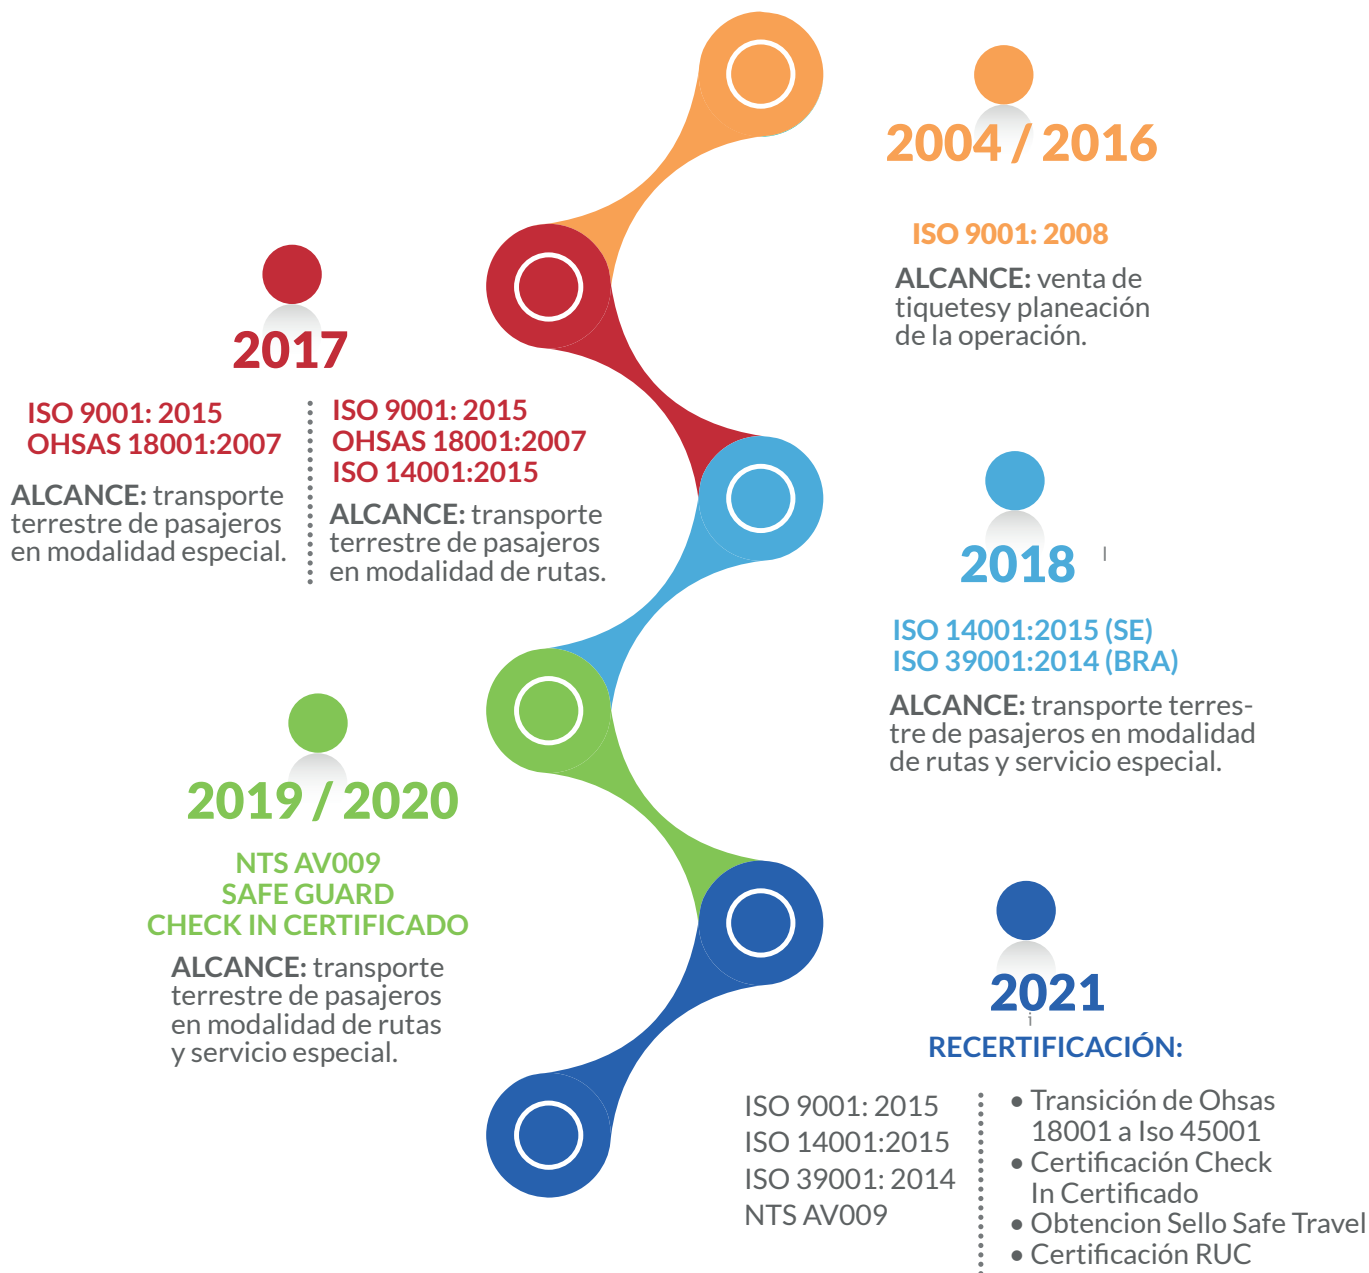 2004 / 2016
ISO 9001: 2008
ALCANCE: venta de
tiquetesy planeación
de la operación.
2017
ISO 9001: 2015
OHSAS 18001:2007
ALCANCE: transporte
terrestre de pasajeros
en modalidad especial.
ISO 9001: 2015
OHSAS 18001:2007
ISO 14001:2015
ALCANCE: transporte
terrestre de pasajeros
en modalidad de rutas.
2018
l
ISO 14001:2015 (SE)
ISO 39001:2014 (BRA)
ALCANCE: transporte terres-
tre de pasajeros en modalidad
de rutas y servicio especial.
2019 / 2020
NTS AV009
SAFE GUARD
CHECK IN CERTIFICADO
ALCANCE: transporte
terrestre de pasajeros
en modalidad de rutas
y servicio especial.
2021
i
RECERTIFICACIÓN:
ISO 9001: 2015
ISO 14001:2015
ISO 39001: 2014
NTS AV009
• Transición de Ohsas
18001 a Iso 45001
• Certificación Check
In Certificado
• Obtencion Sello Safe Travel
• Certificación RUC